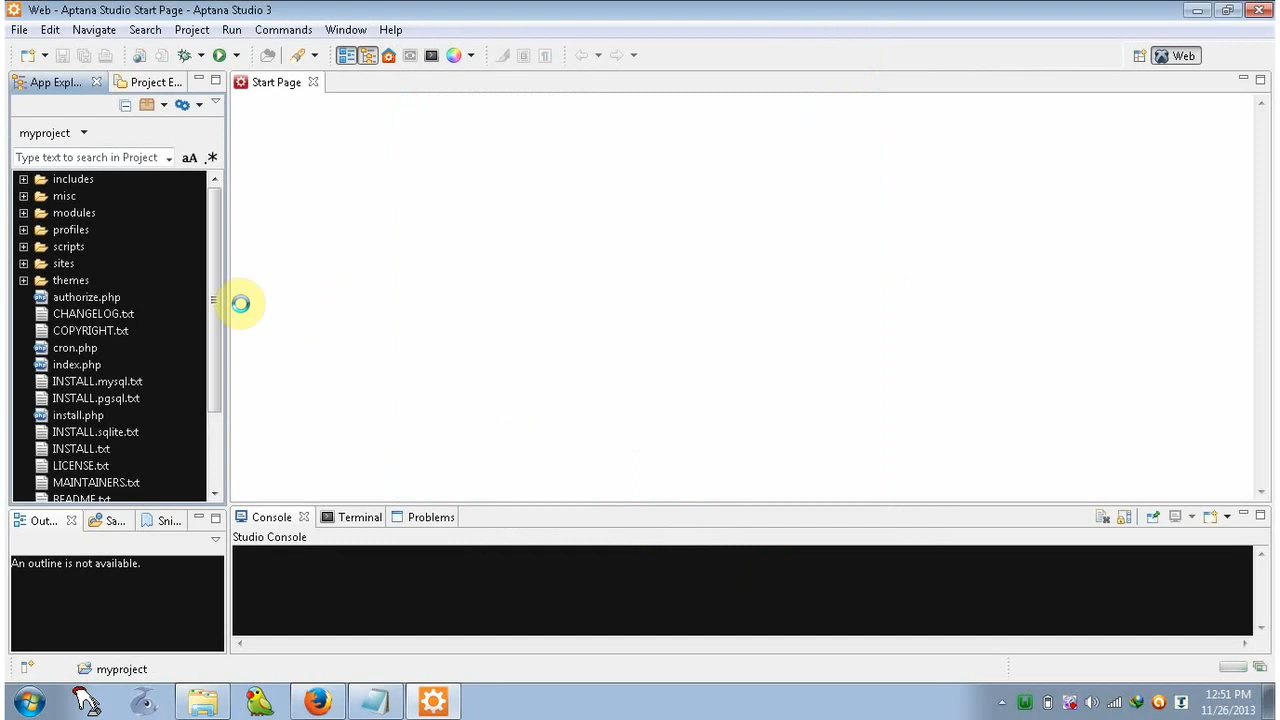 Web - Aptana Studio Start Page - Aptana Studio 3
File Edit Navigate Search Project Run Commands Window Help
Web
App Expl... Project E... Start Page
myproject
Type text to search in Project aA .*
includes
misc
modules
profiles
scripts
sites
themes
authorize.php
CHANGELOG.txt
COPYRIGHT.txt
cron.php
index.php
INSTALL.mysql.txt
INSTALL.pgsql.txt
install.php
INSTALL.sqlite.txt
INSTALL.txt
LICENSE.txt
MAINTAINERS.txt
README.txt
Out... Sa... Sni...
An outline is not available.
Console Terminal Problems
Studio Console
myproject
12:51 PM
11/26/2013